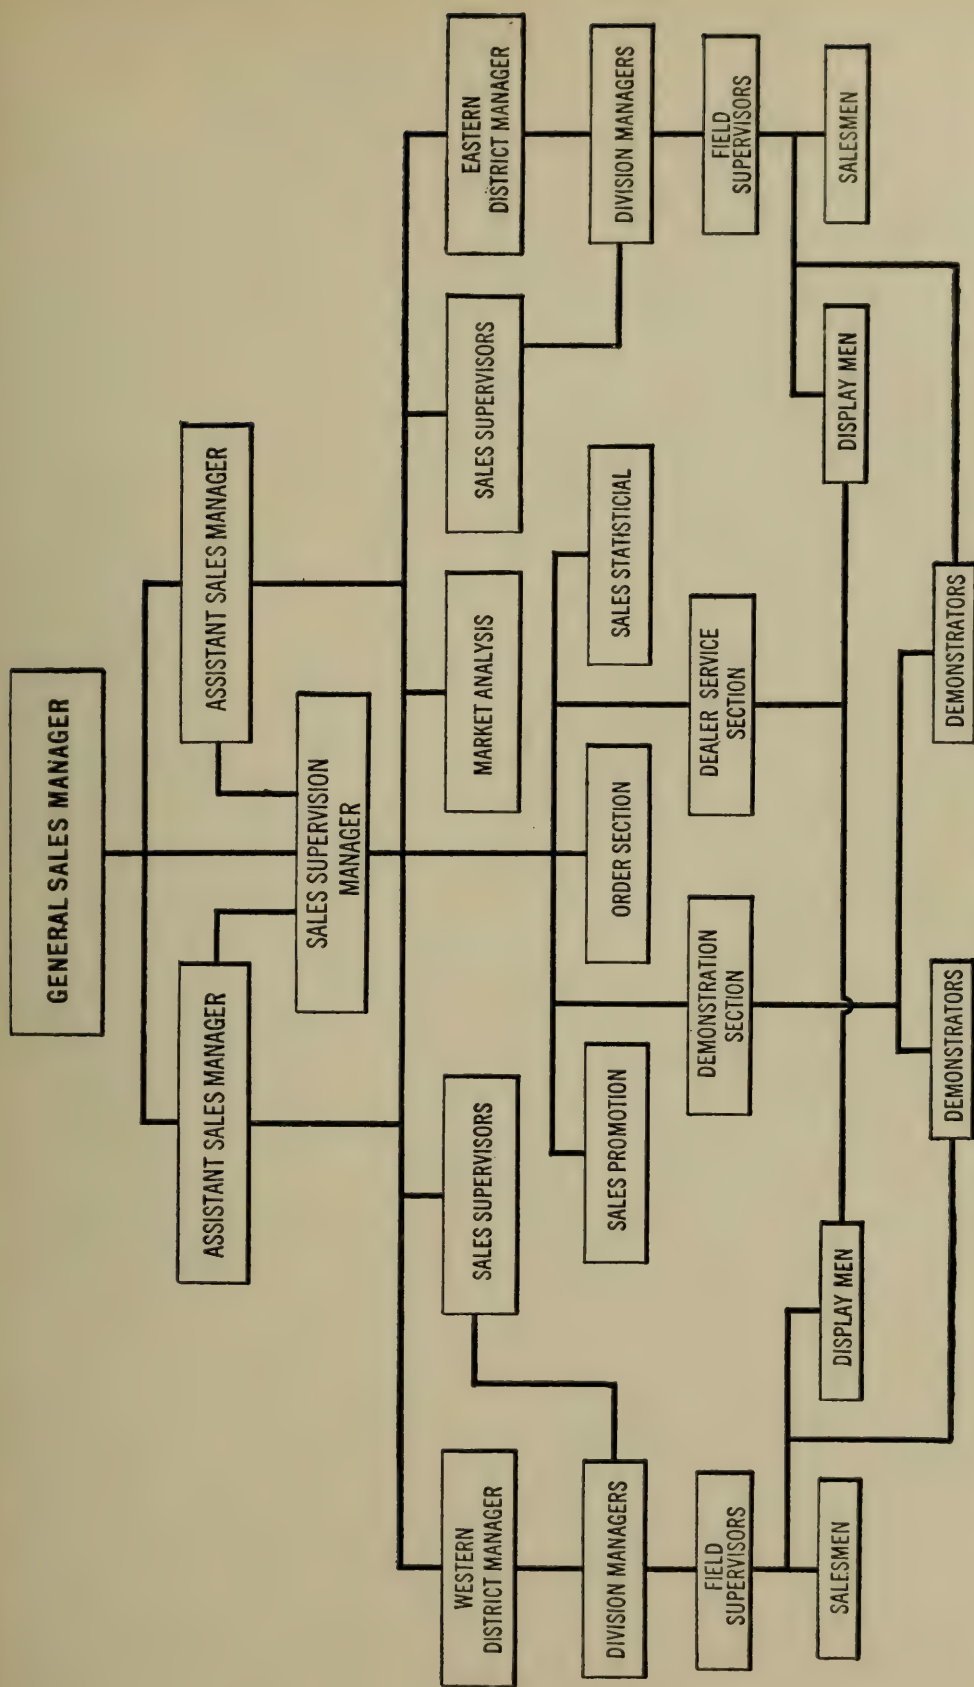 GENERAL SALES MANAGER
ASSISTANT SALES MANAGER
ASSISTANT SALES MANAGER
SALES SUPERVISION
MANAGER
WESTERN
DISTRICT MANAGER
SALES SUPERVISORS
MARKET ANALYSIS
SALES SUPERVISORS
EASTERN
DISTRICT MANAGER
DIVISION MANAGERS
SALES PROMOTION
ORDER SECTION
SALES STATISTICIAL
DIVISION MANAGERS
FIELD
SUPERVISORS
DEMONSTRATION
SECTION
DEALER SERVICE
SECTION
FIELD
SUPERVISORS
SALESMEN
DISPLAY MEN
DISPLAY MEN
SALESMEN
DEMONSTRATORS
DEMONSTRATORS